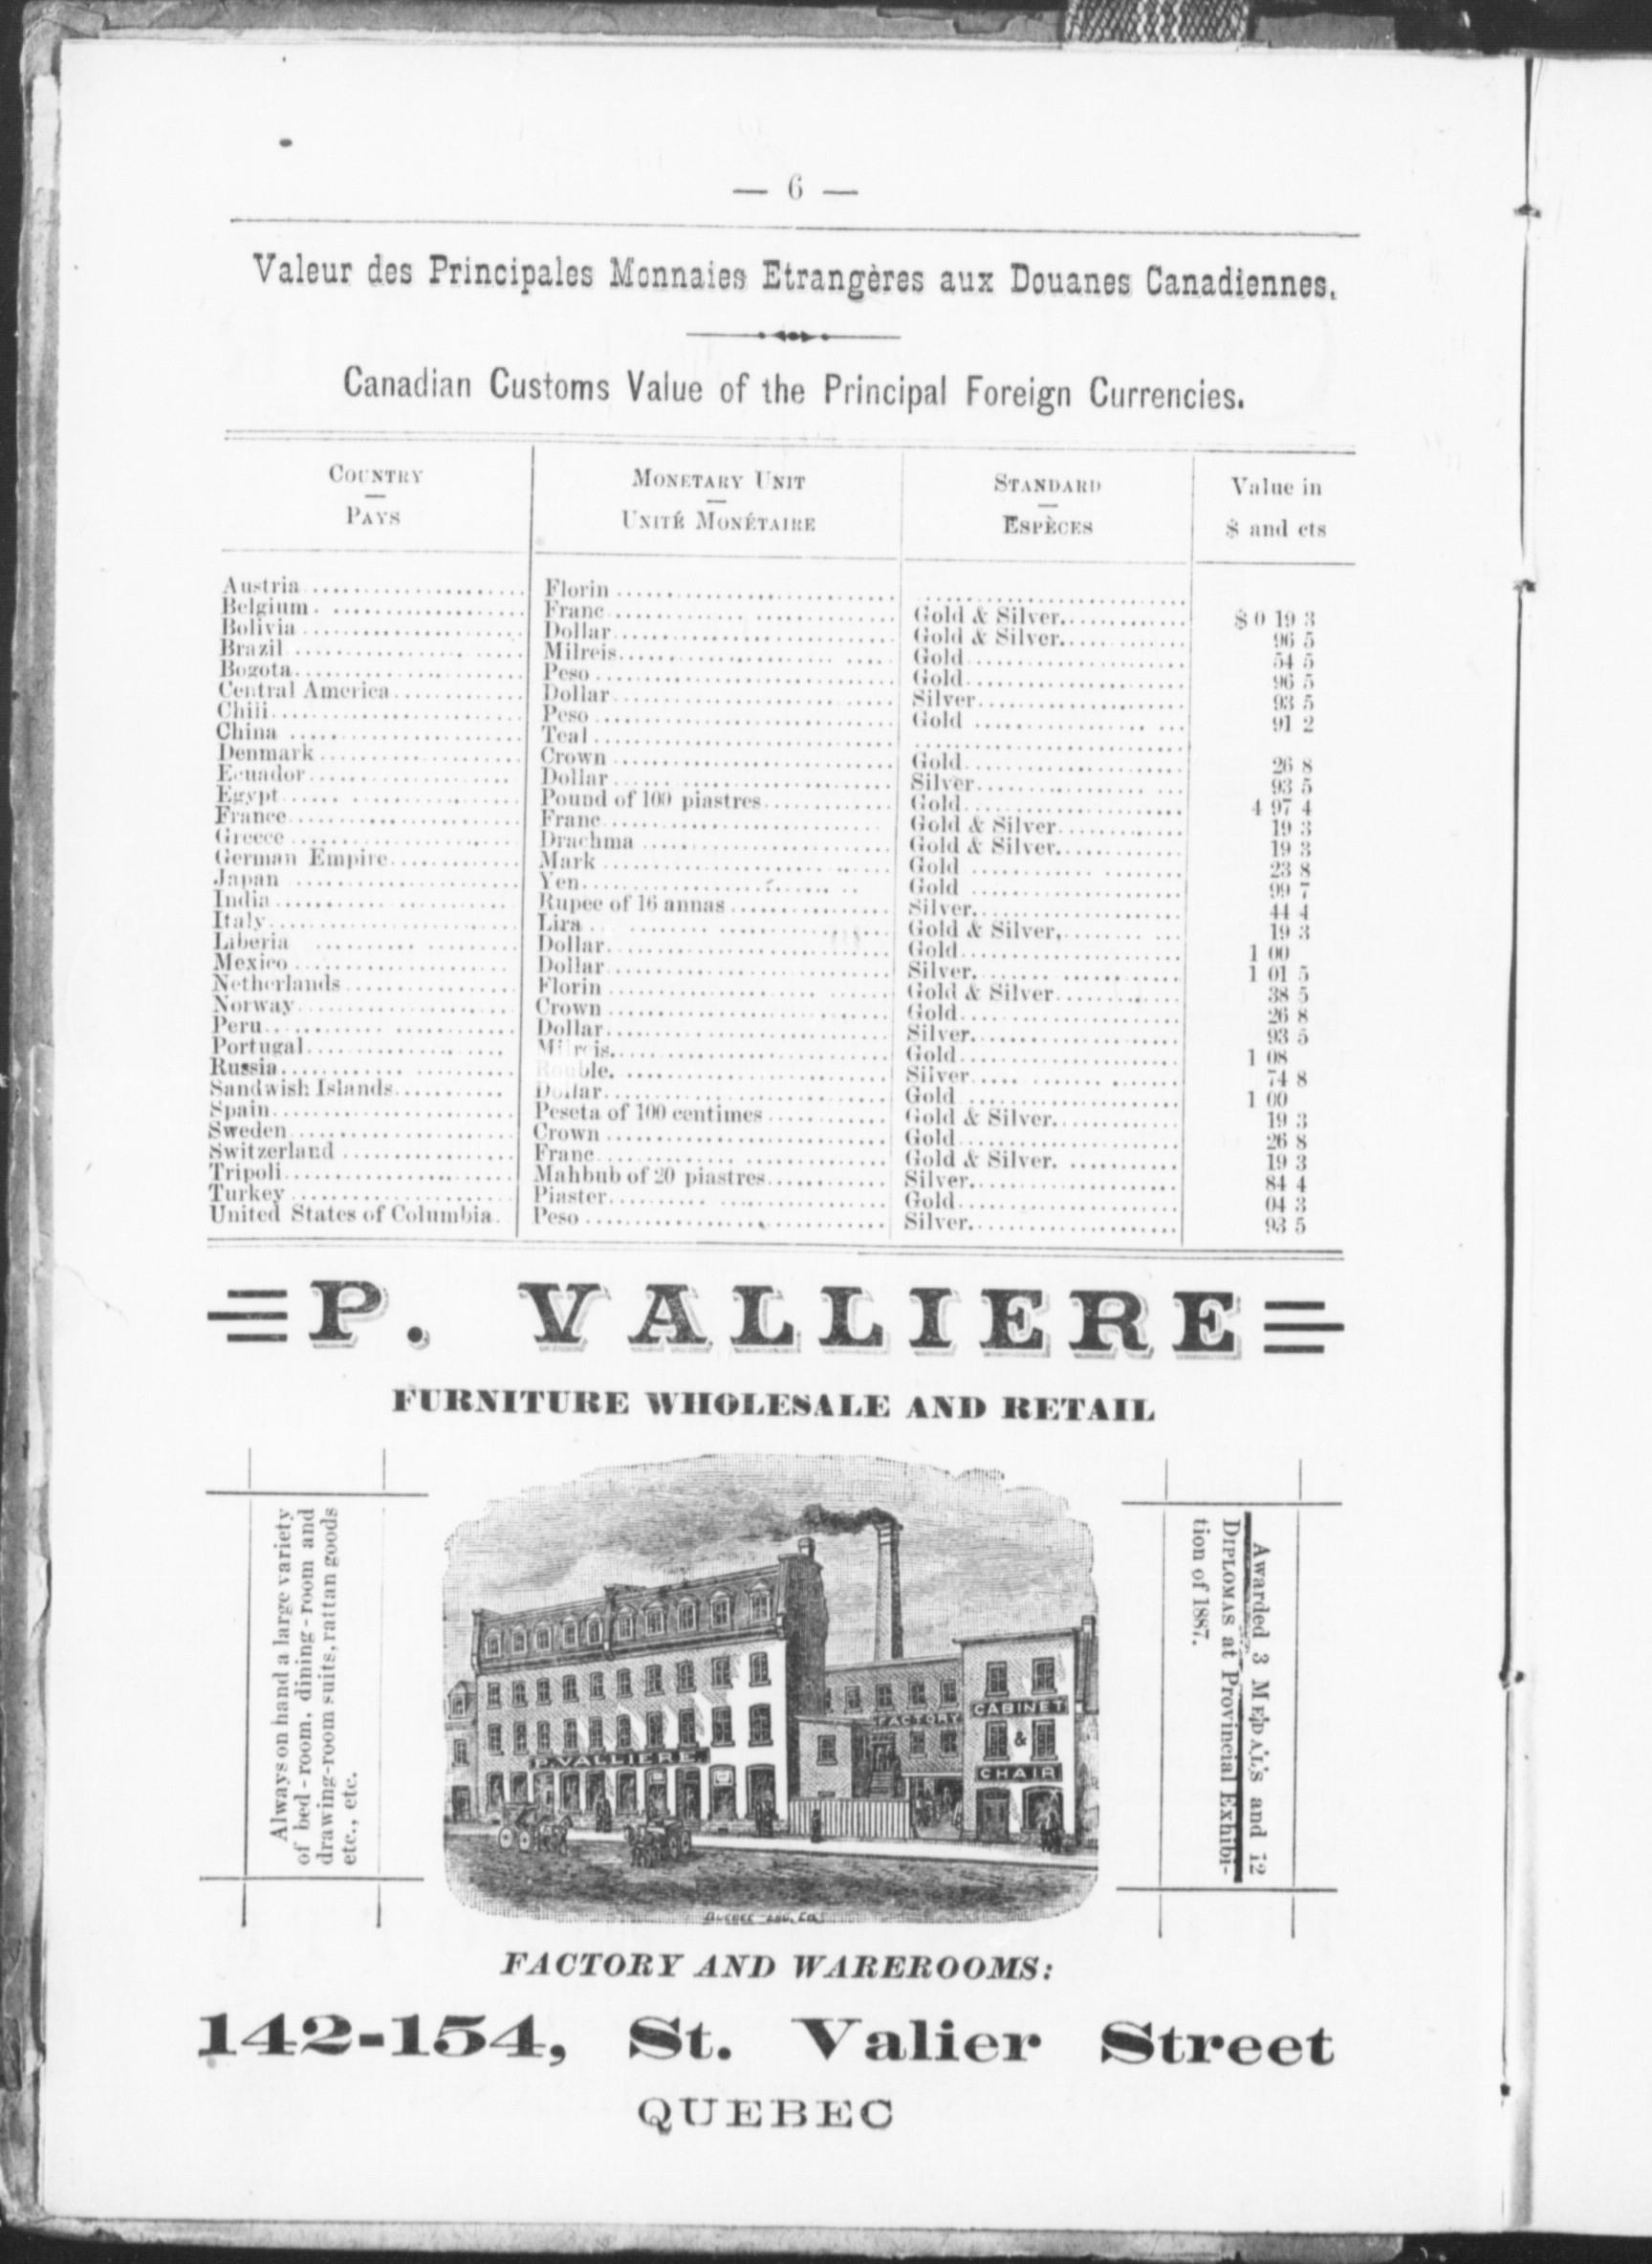 — 6 —
Valeur des Principales Monnaies Etrangères aux Douanes Canadiennes.
Canadian Customs Value of the Principal Foreign Currencies.
COUNTRY — PAYS | MONETARY UNIT — UNITÉ MONÉTAIRE | STANDARD — ESPÈCES | Value in $ and cts
Austria | Florin
Belgium | Franc | Gold & Silver | $ 0 19 3
Bolivia | Dollar | Gold & Silver | 96 5
Brazil | Milreis | Gold | 54 5
Bogota | Peso | Gold | 96 5
Central America | Dollar | Silver | 93 5
Chili | Peso | Gold | 91 2
China | Teal
Denmark | Crown | Gold | 26 8
Ecuador | Dollar | Silver | 93 5
Egypt | Pound of 100 piastres | Gold | 4 97 4
France | Franc | Gold & Silver | 19 3
Greece | Drachma | Gold & Silver | 19 3
German Empire | Mark | Gold | 23 8
Japan | Yen | Gold | 99 7
India | Rupee of 16 annas | Silver | 44 4
Italy | Lira | Gold & Silver | 19 3
Liberia | Dollar | Gold | 1 00
Mexico | Dollar | Silver | 1 01 5
Netherlands | Florin | Gold & Silver | 38 5
Norway | Crown | Gold | 26 8
Peru | Dollar | Silver | 93 5
Portugal | Milreis | Gold | 1 08
Russia | Rouble | Silver | 74 8
Sandwish Islands | Dollar | Gold | 1 00
Spain | Peseta of 100 centimes | Gold & Silver | 19 3
Sweden | Crown | Gold | 26 8
Switzerland | Franc | Gold & Silver | 19 3
Tripoli | Mahbub of 20 piastres | Silver | 84 4
Turkey | Piaster | Gold | 04 3
United States of Columbia | Peso | Silver | 93 5
P. VALLIERE
FURNITURE WHOLESALE AND RETAIL
Always on hand a large variety
of bed-room, dining-room and
drawing-room suits, rattan goods
etc., etc.
P. VALLIERE
FACTORY
CABINET
&
CHAIR
Awarded 3 MEDALS and 12
DIPLOMAS at Provincial Exhibi-
tion of 1887.
FACTORY AND WAREROOMS:
142-154, St. Valier Street
QUEBEC